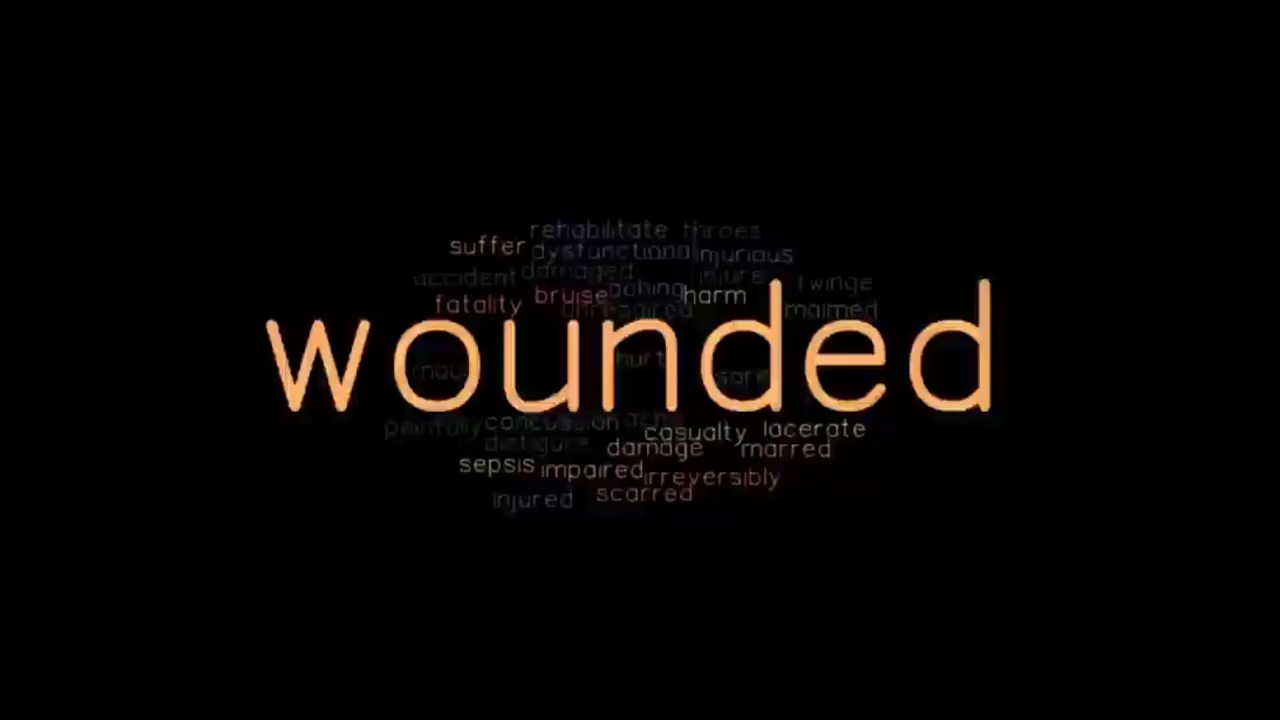 rehabilitate throes
suffer dysfunctional injurious
accident damaged injure twinge
fatality bruise aching harm maimed
unrepaired
wounded
hurt
sore
painfully concussion ache
casualty lacerate
disfigure damage marred
sepsis impaired irreversibly
injured scarred